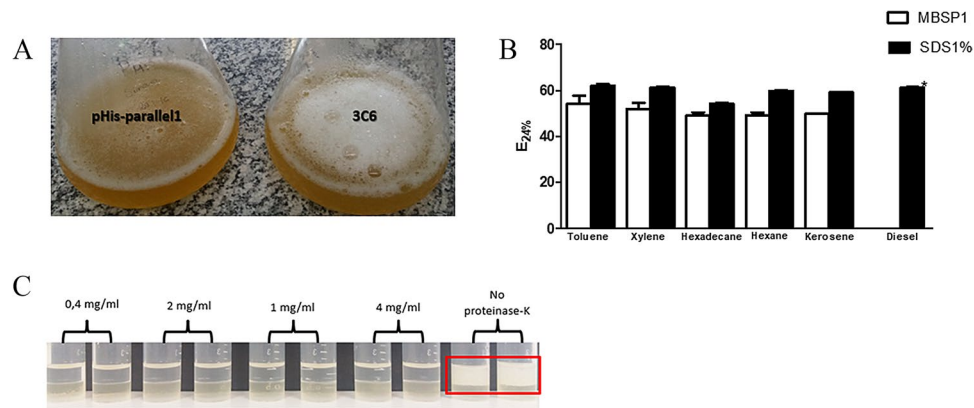 A
pHis-parallel1
3C6
B
MBSP1
SDS1%
80
60
40
20
0
E24%
*
Toluene Xylene Hexadecane Hexane Kerosene Diesel
C
0,4 mg/ml 2 mg/ml 1 mg/ml 4 mg/ml No
proteinase-K